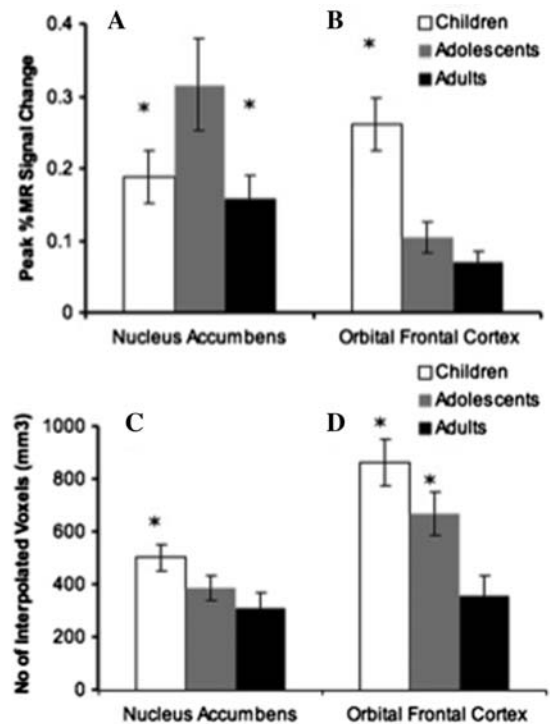 A
B
Children
Adolescents
Adults
Peak % MR Signal Change
0.4
0.3
0.2
0.1
0
*
*
*
Nucleus Accumbens
Orbital Frontal Cortex
C
D
Children
Adolescents
Adults
No of Interpolated Voxels (mm3)
1000
800
600
400
200
0
*
*
*
Nucleus Accumbens
Orbital Frontal Cortex